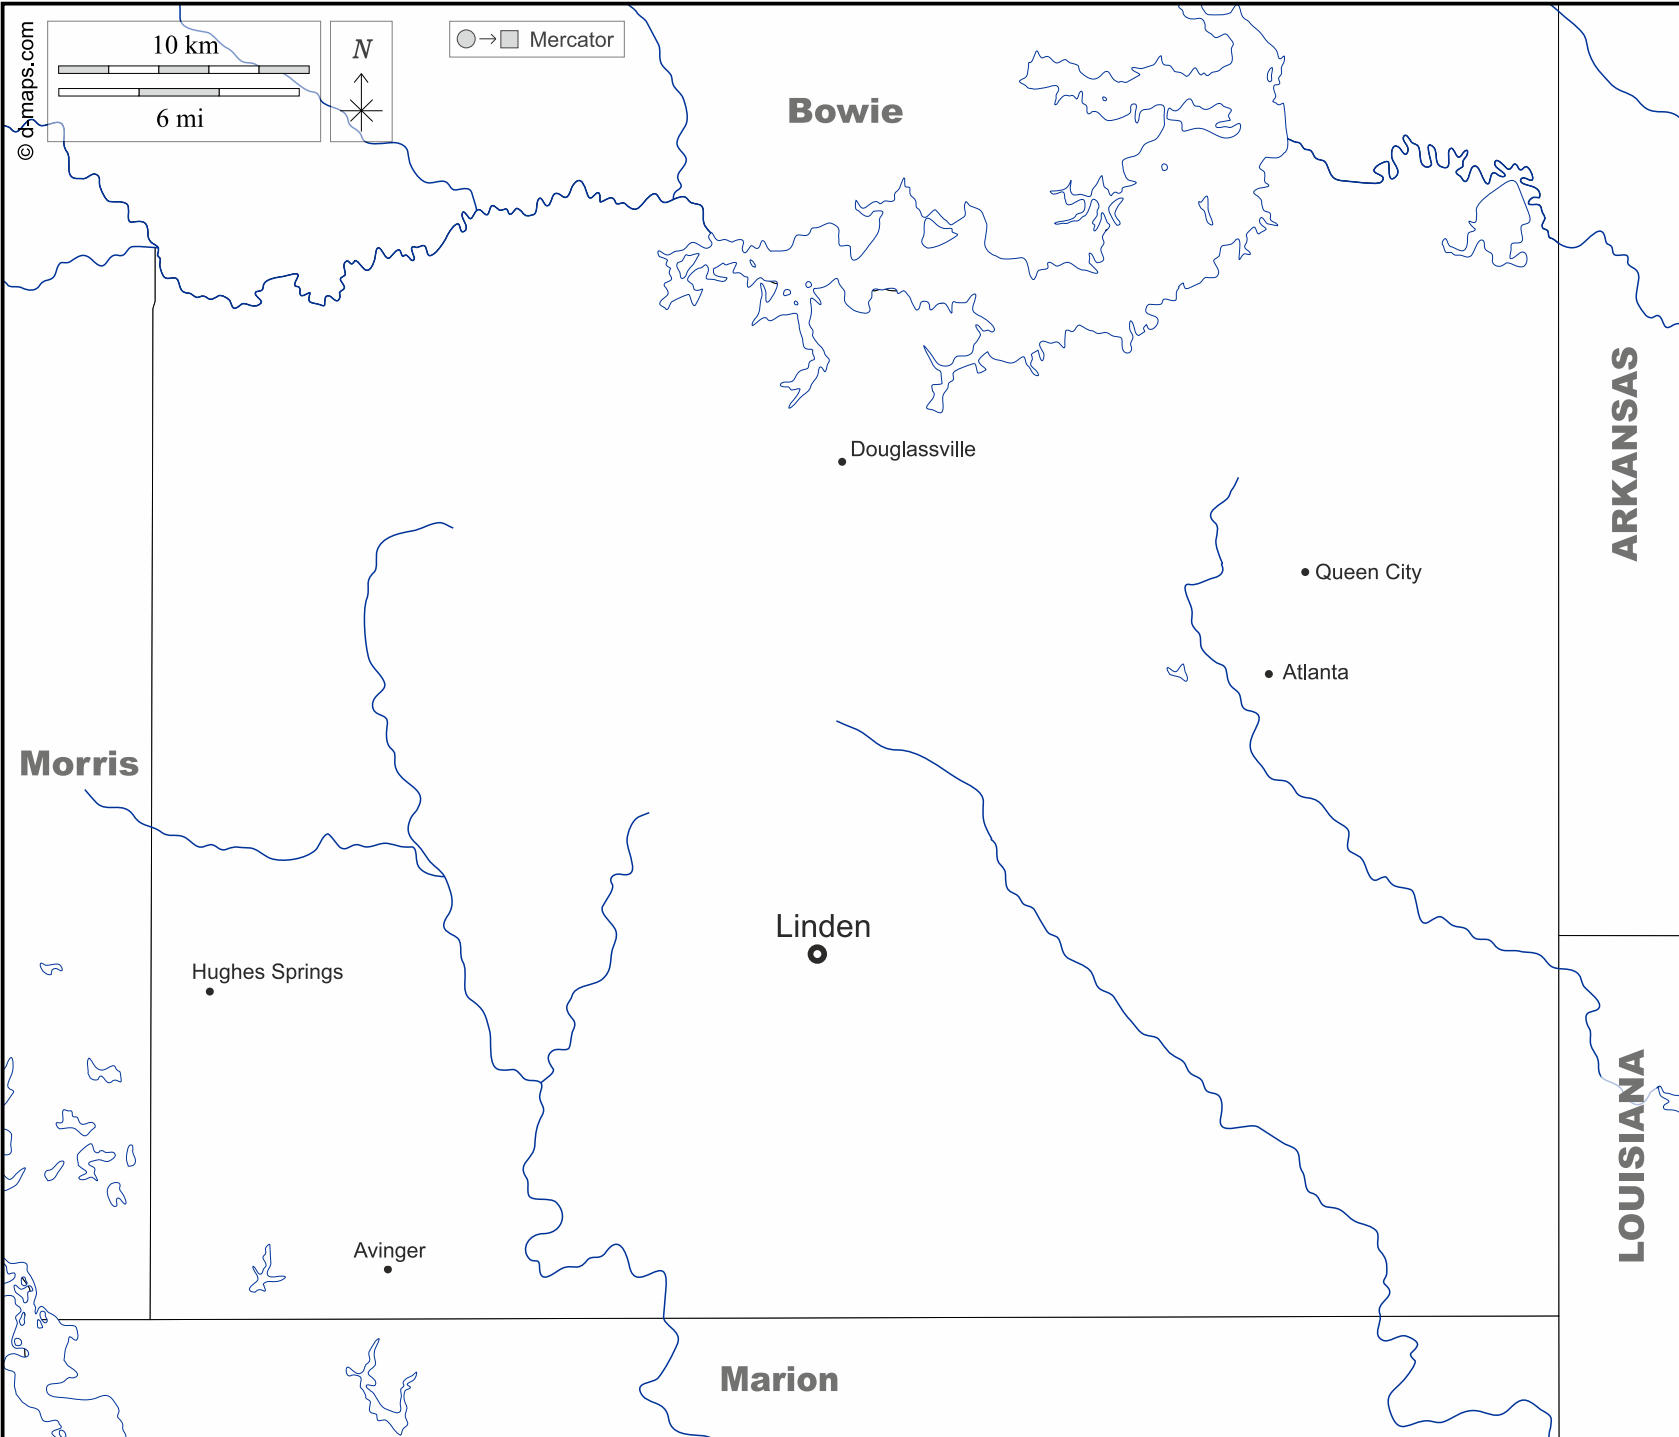 © d-maps.com
10 km
6 mi
N
Mercator
Bowie
ARKANSAS
Douglassville
Queen City
Atlanta
Morris
Linden
Hughes Springs
LOUISIANA
Avinger
Marion